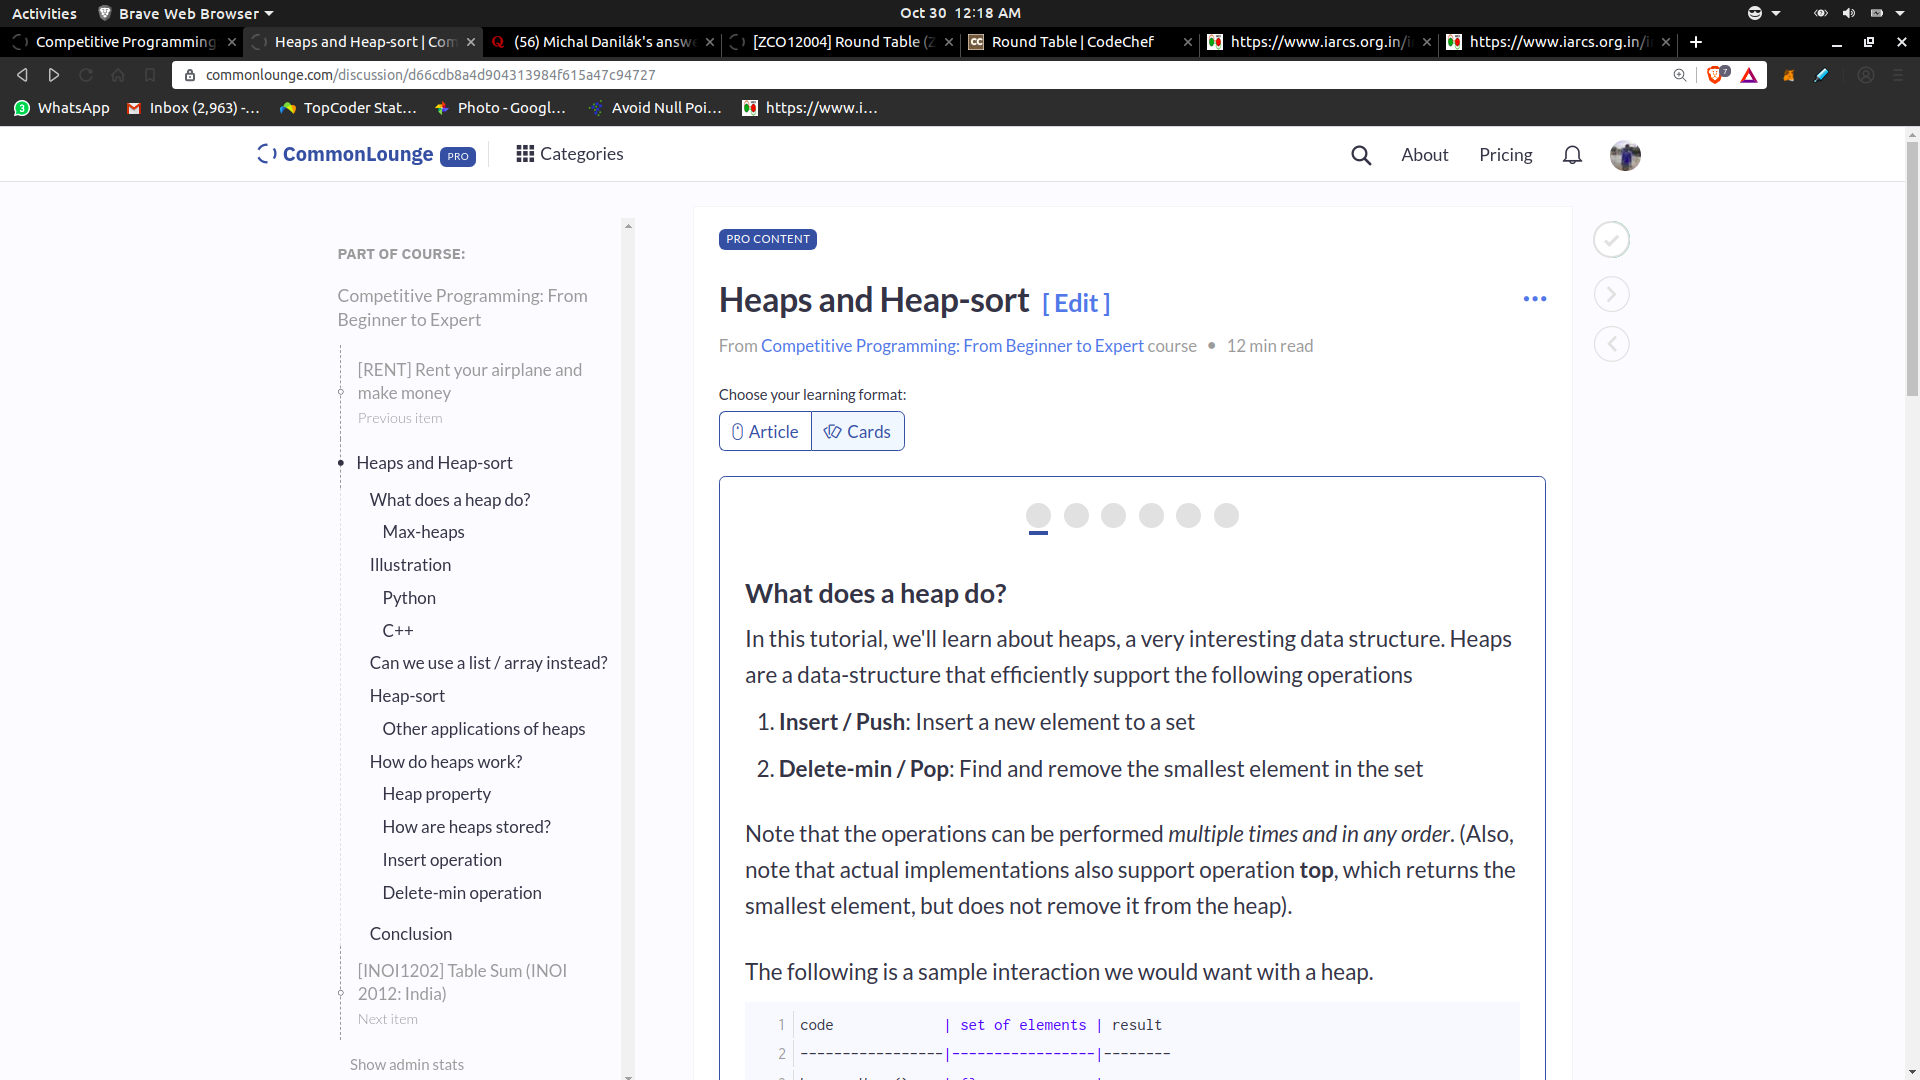 Activities Brave Web Browser Oct 30 12:18 AM
Competitive Programming Heaps and Heap-sort | Com (56) Michal Danilák's answ [ZCO12004] Round Table (Z Round Table | CodeChef https://www.iarcs.org.in/i https://www.iarcs.org.in/i
commonlounge.com/discussion/d66cdb8a4d904313984f615a47c94727 7
WhatsApp Inbox (2,963) -... TopCoder Stat... Photo - Googl... Avoid Null Poi... https://www.i...
CommonLounge PRO Categories About Pricing
PART OF COURSE:
Competitive Programming: From
Beginner to Expert
[RENT] Rent your airplane and
make money
Previous item
Heaps and Heap-sort
What does a heap do?
Max-heaps
Illustration
Python
C++
Can we use a list / array instead?
Heap-sort
Other applications of heaps
How do heaps work?
Heap property
How are heaps stored?
Insert operation
Delete-min operation
Conclusion
[INOI1202] Table Sum (INOI
2012: India)
Next item
Show admin stats
PRO CONTENT
Heaps and Heap-sort [ Edit ]
From Competitive Programming: From Beginner to Expert course • 12 min read
Choose your learning format:
Article Cards
What does a heap do?
In this tutorial, we'll learn about heaps, a very interesting data structure. Heaps
are a data-structure that efficiently support the following operations
1. Insert / Push: Insert a new element to a set
2. Delete-min / Pop: Find and remove the smallest element in the set
Note that the operations can be performed multiple times and in any order. (Also,
note that actual implementations also support operation top, which returns the
smallest element, but does not remove it from the heap).
The following is a sample interaction we would want with a heap.
1 code | set of elements | result
2 -----------------|-----------------|--------